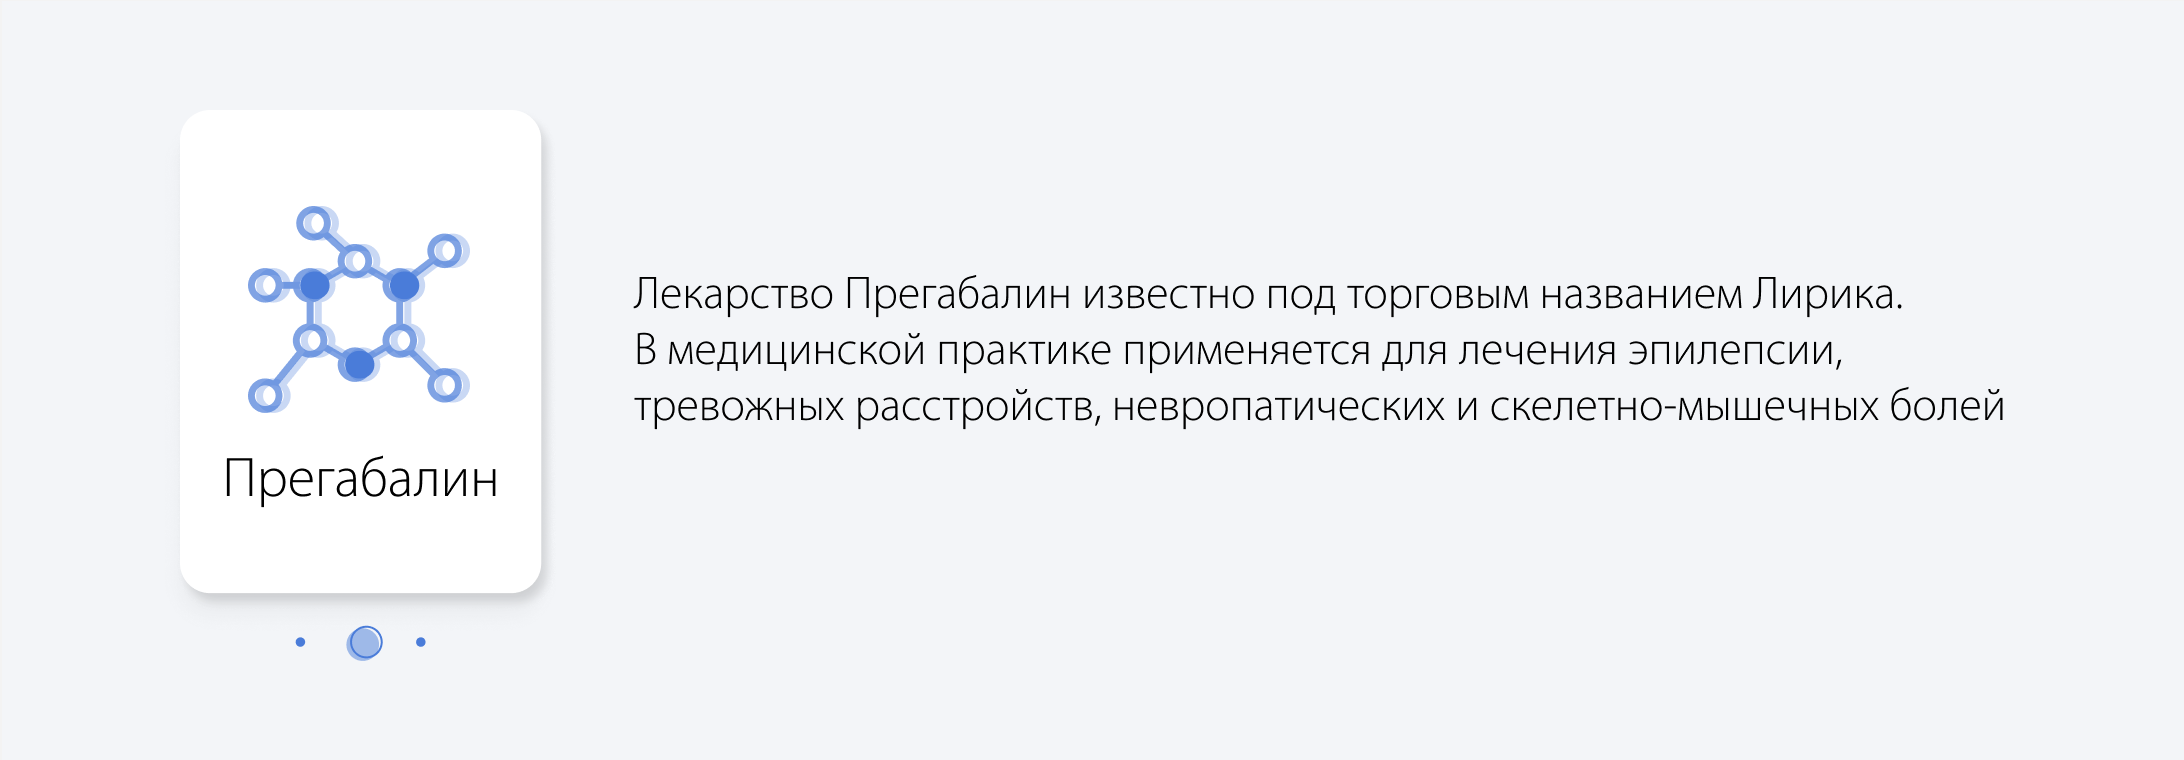 Прегабалин
Лекарство Прегабалин известно под торговым названием Лирика.
В медицинской практике применяется для лечения эпилепсии,
тревожных расстройств, невропатических и скелетно-мышечных болей